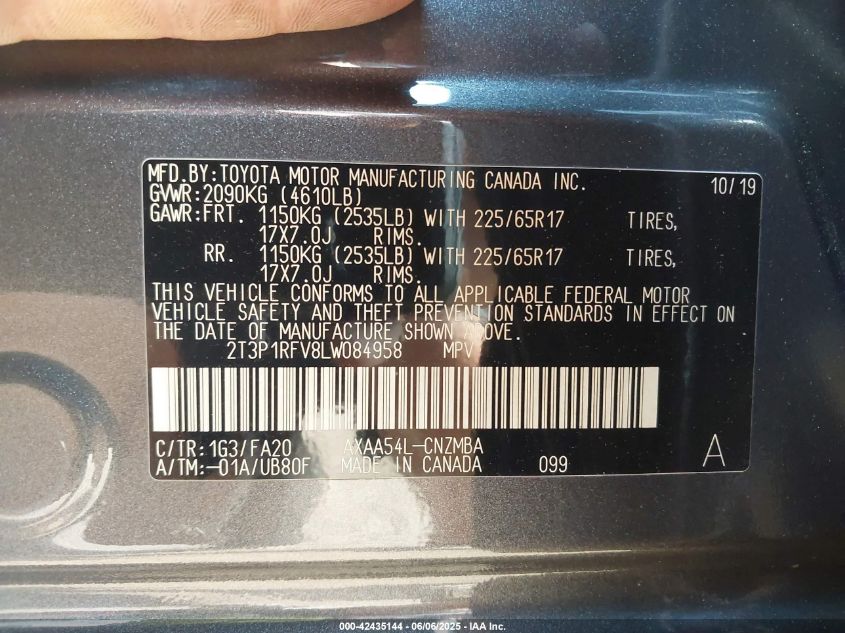 MFD.BY:TOYOTA MOTOR MANUFACTURING CANADA INC. 10/19
GVWR:2090KG (4610LB)
GAWR:FRT. 1150KG (2535LB) WITH 225/65R17 TIRES,
17X7.0J RIMS.
RR. 1150KG (2535LB) WITH 225/65R17 TIRES,
17X7.0J RIMS.
THIS VEHICLE CONFORMS TO ALL APPLICABLE FEDERAL MOTOR
VEHICLE SAFETY AND THEFT PREVENTION STANDARDS IN EFFECT ON
THE DATE OF MANUFACTURE SHOWN ABOVE.
2T3P1RFV8LW084958 MPV
C/TR:1G3/FA20 AXAA54L-CNZMBA
A/TM:-01A/UB80F MADE IN CANADA 099 A
000-42435144 - 06/06/2025 - IAA Inc.